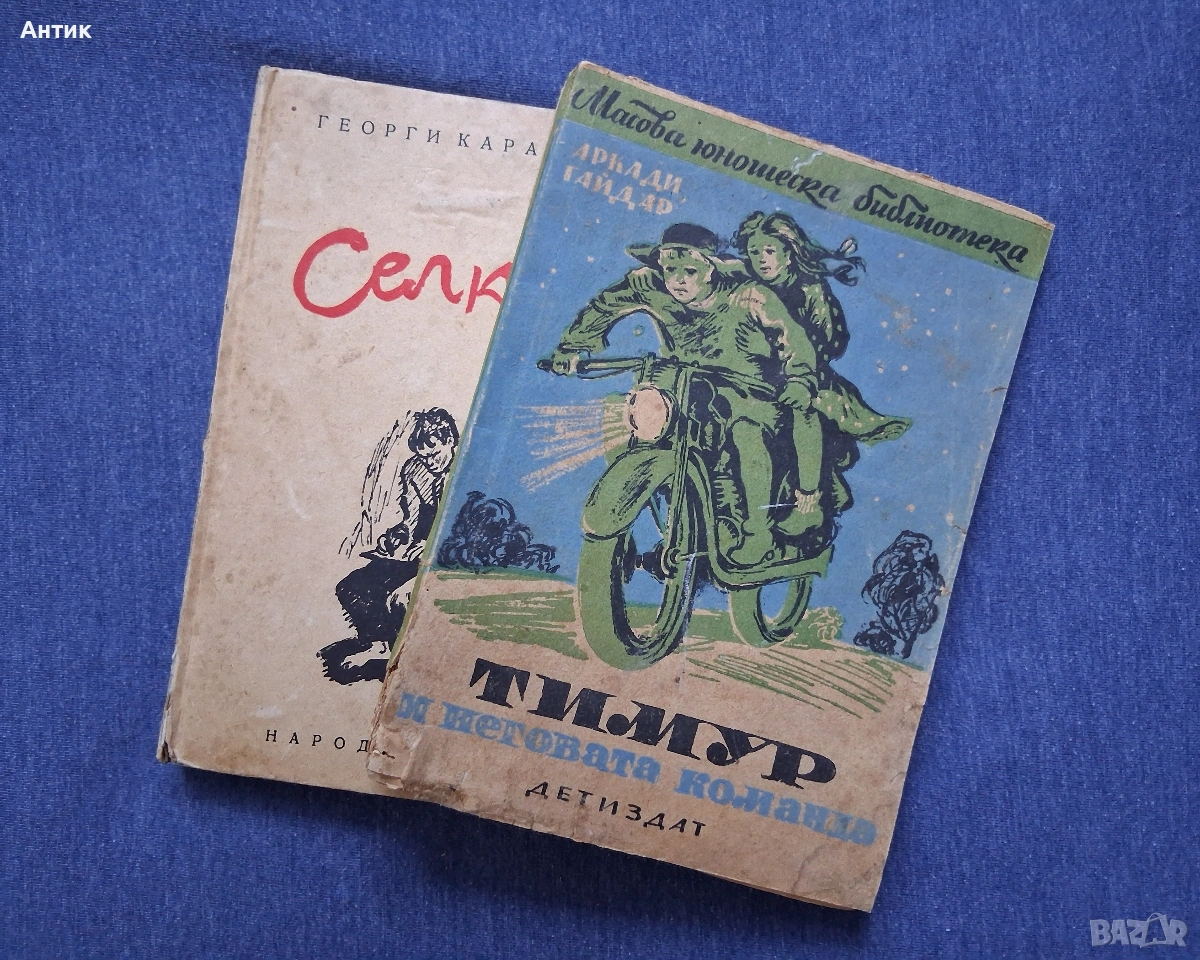 Антик
ГЕОРГИ КАРА
Селк
НАРОД
Масова юношеска библиотека
АРКАДИ
ГАЙДАР
ТИМУР
и неговата команда
ДЕТИЗДАТ
BAZAR